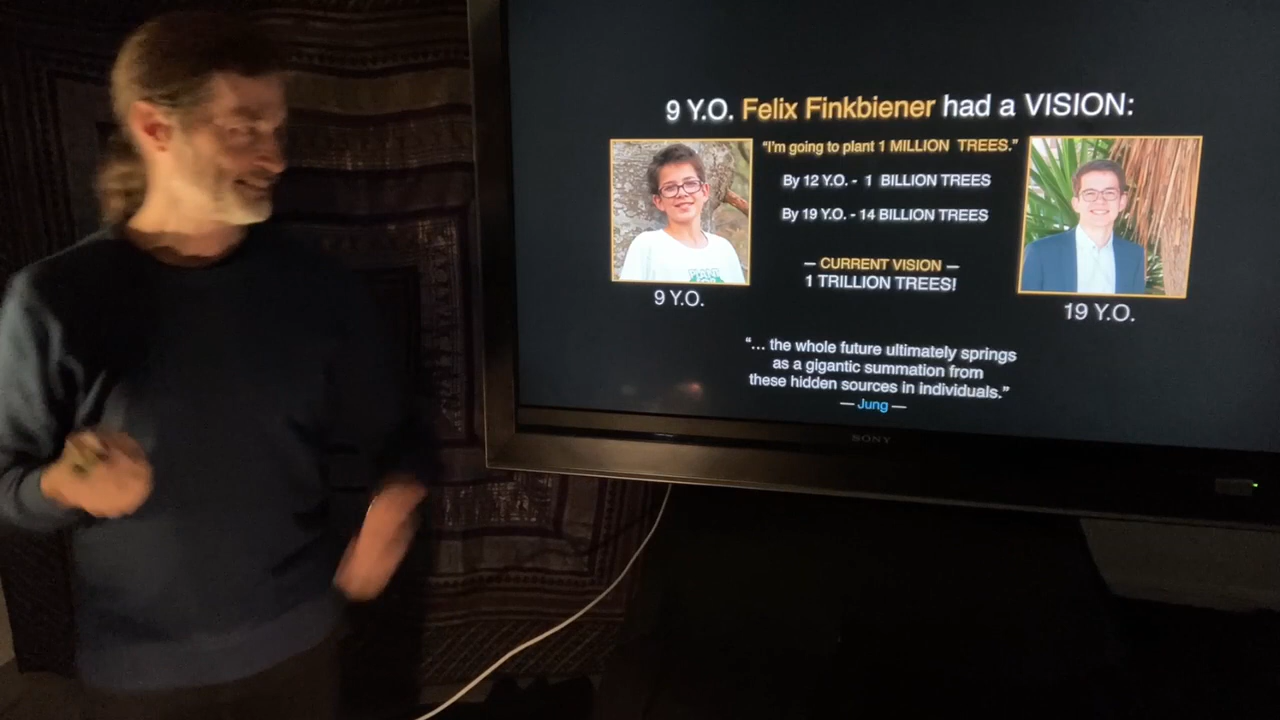 9 Y.O. Felix Finkbiener had a VISION:
"I'm going to plant 1 MILLION TREES."
By 12 Y.O. - 1 BILLION TREES
By 19 Y.O. - 14 BILLION TREES
— CURRENT VISION —
1 TRILLION TREES!
9 Y.O.
19 Y.O.
"... the whole future ultimately springs
as a gigantic summation from
these hidden sources in individuals."
— Jung —
SONY